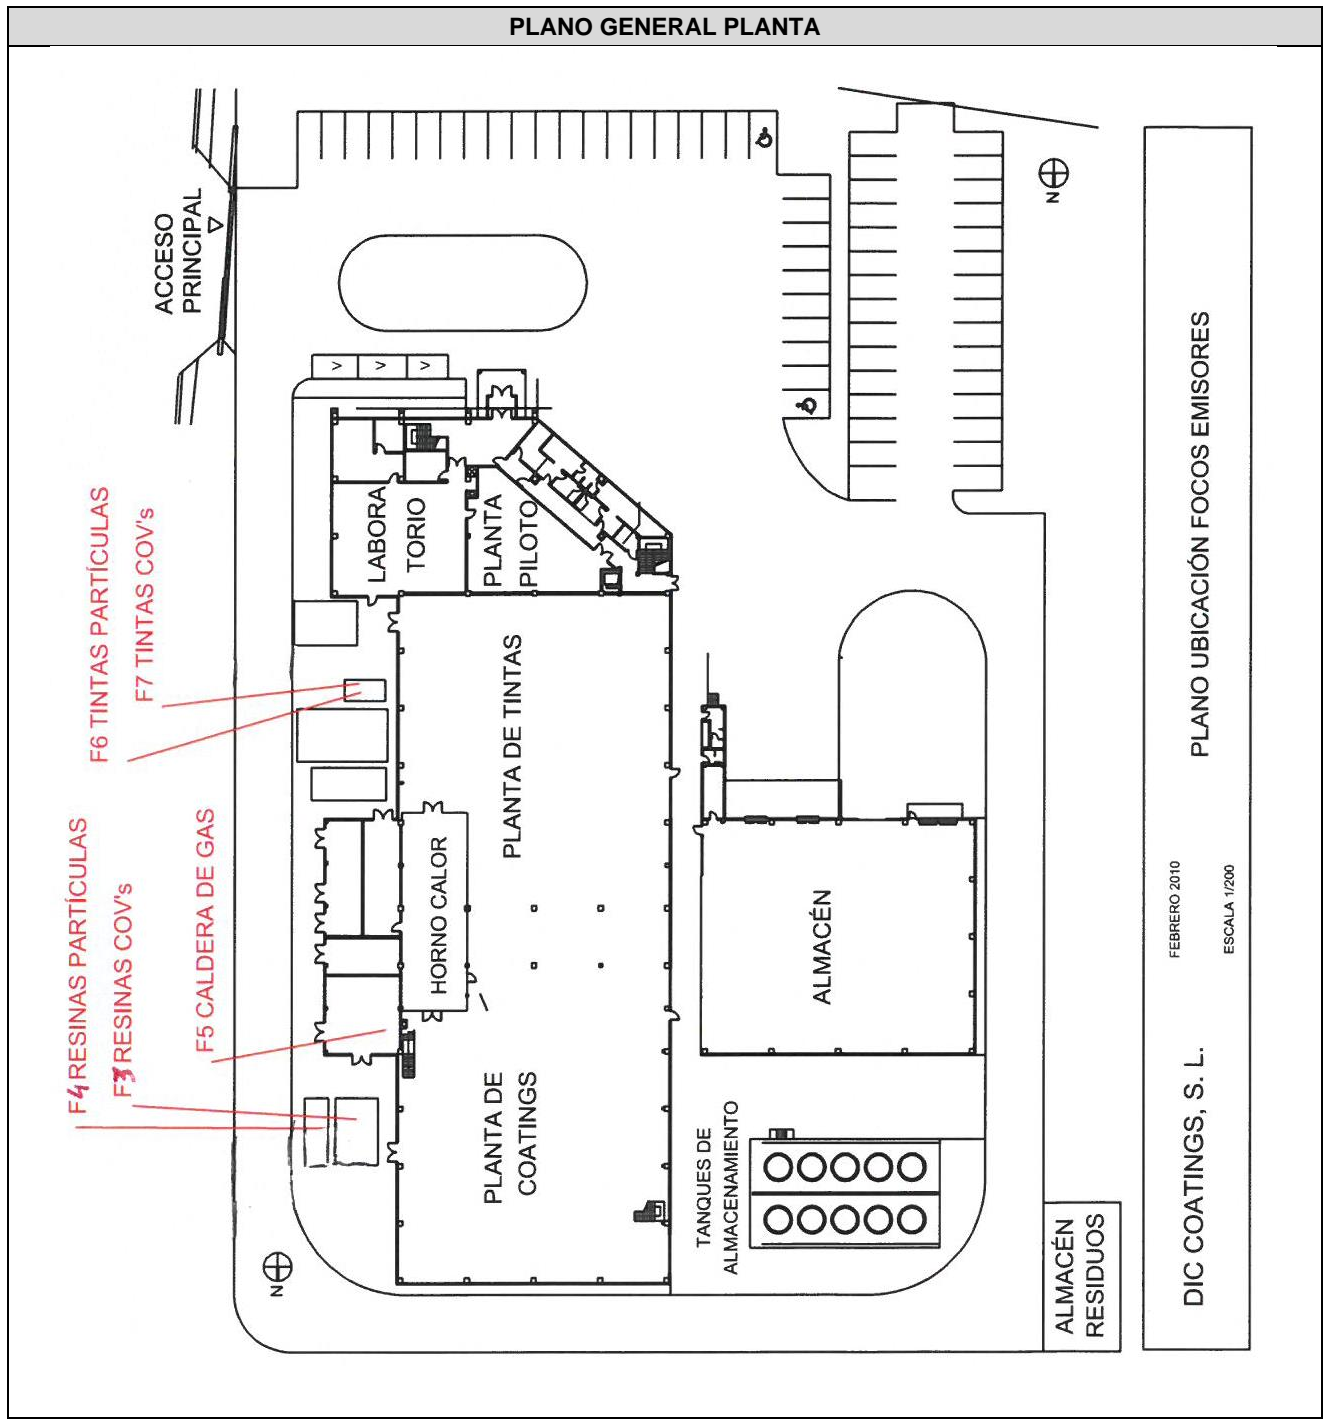 PLANO GENERAL PLANTA
ACCESO
PRINCIPAL
N
V
V
V
LABORA
TORIO
PLANTA
PILOTO
F6 TINTAS PARTÍCULAS
F7 TINTAS COV's
PLANTA DE TINTAS
F4 RESINAS PARTÍCULAS
F3 RESINAS COV's
F5 CALDERA DE GAS
HORNO CALOR
ALMACÉN
PLANTA DE
COATINGS
TANQUES DE
ALMACENAMIENTO
N
ALMACÉN
RESIDUOS
PLANO UBICACIÓN FOCOS EMISORES
FEBRERO 2010
ESCALA 1/200
DIC COATINGS, S. L.